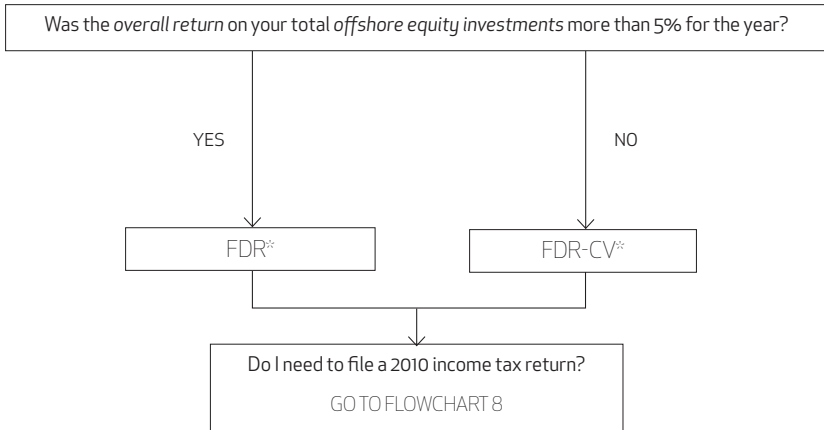 Was the overall return on your total offshore equity investments more than 5% for the year?
YES
NO
FDR*
FDR-CV*
Do I need to file a 2010 income tax return?
GO TO FLOWCHART 8